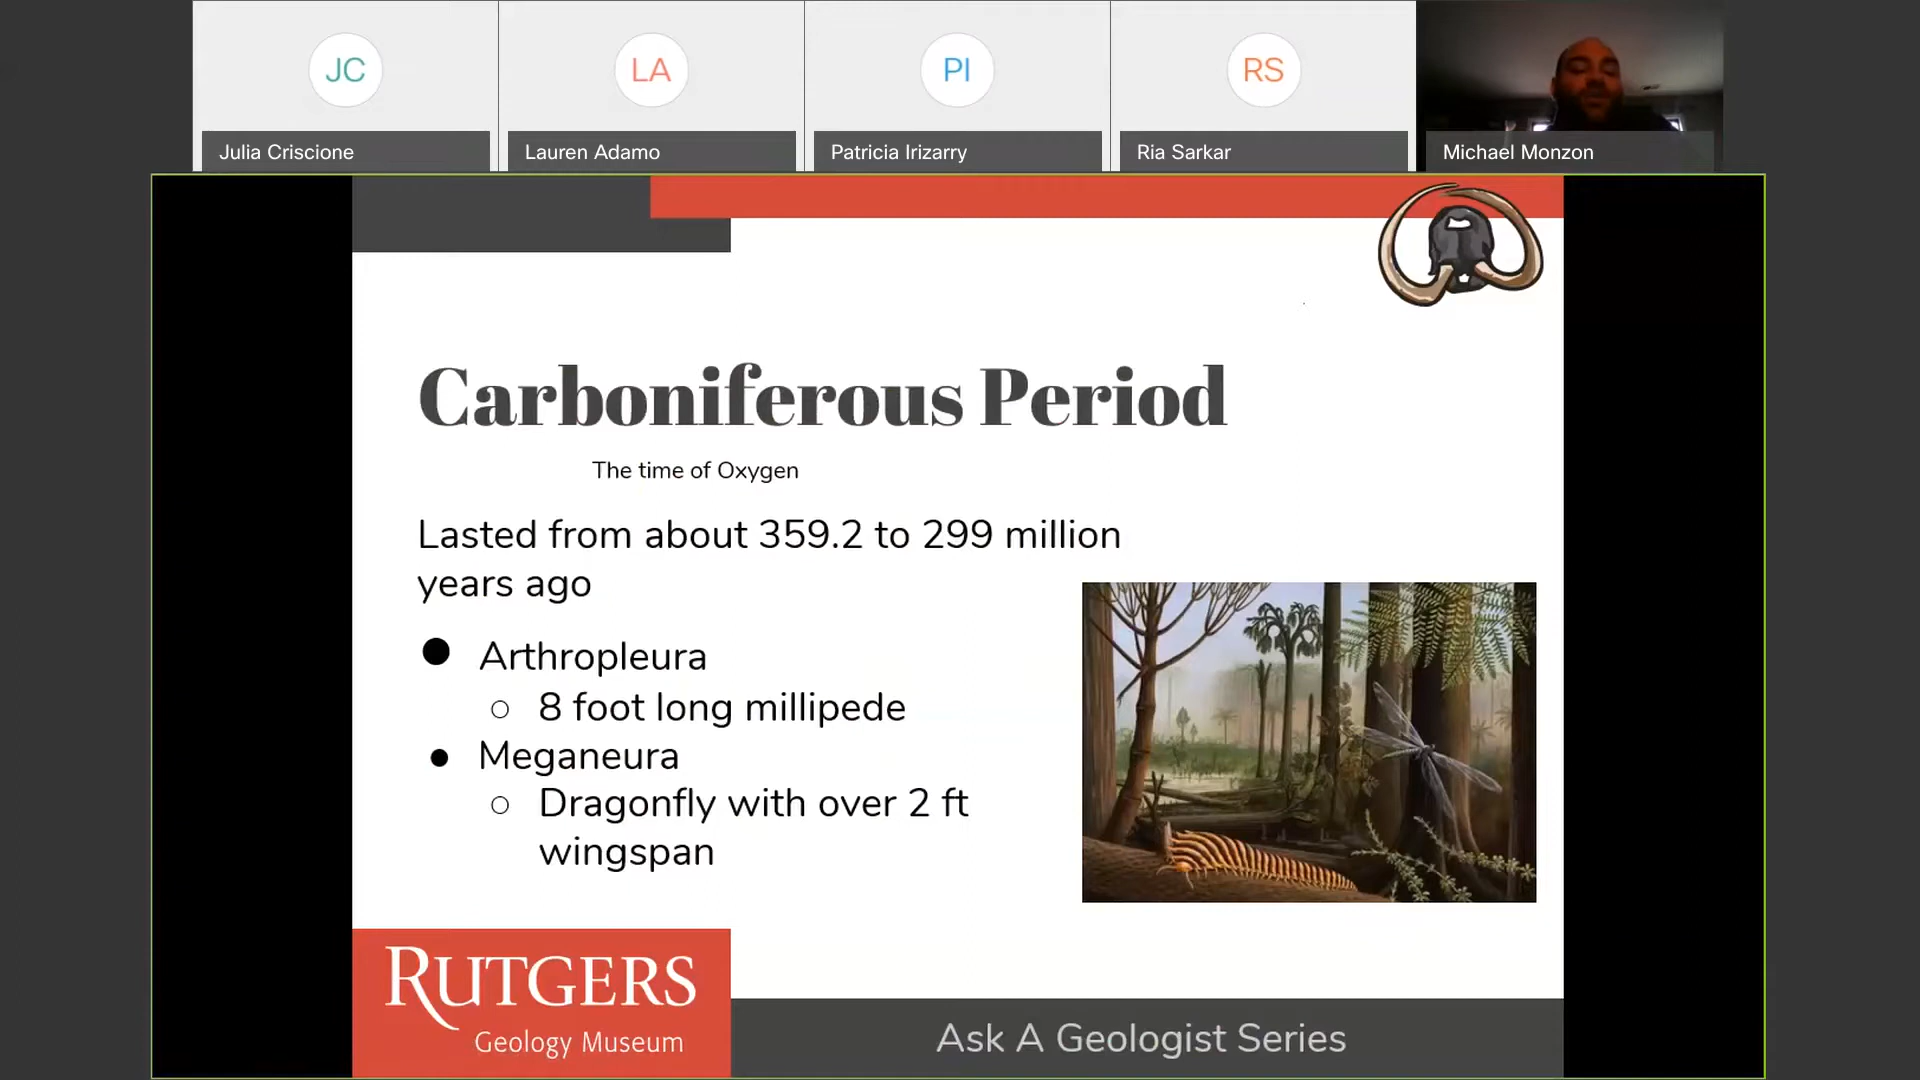 JC
LA
PI
RS
Julia Criscione
Lauren Adamo
Patricia Irizarry
Ria Sarkar
Michael Monzon
Carboniferous Period
The time of Oxygen
Lasted from about 359.2 to 299 million
years ago
● Arthropleura
○ 8 foot long millipede
● Meganeura
○ Dragonfly with over 2 ft
wingspan
RUTGERS
Geology Museum
Ask A Geologist Series